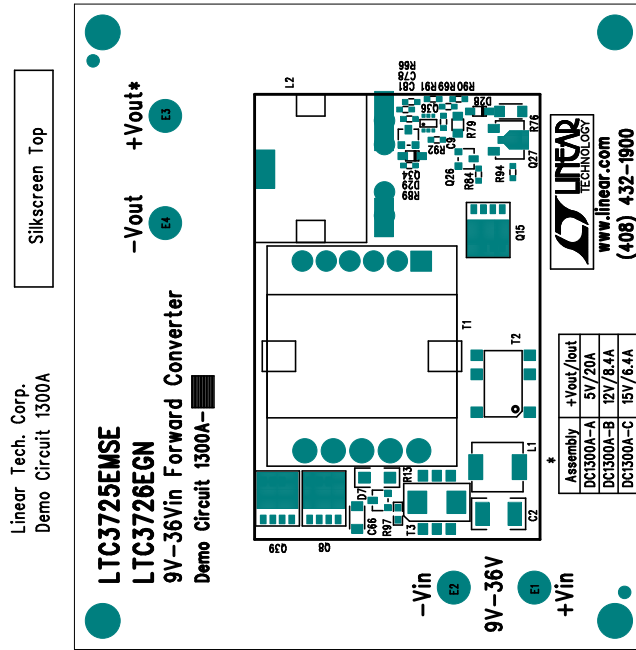 Linear Tech. Corp.
Demo Circuit 1300A
Silkscreen Top
LTC3725EMSE
LTC3726EGN
9V-36Vin Forward Converter
Demo Circuit 1300A-
-Vout
+Vout*
E4
E3
L2
R66
C78
C81
R91
R69
R90
Q36
D28
R79
C9
R92
R76
Q27
Q34
D29
R89
Q26
R84
R94
Q15
T1
T2
L1
C2
R13
T3
D7
C66
R97
Q39
Q8
-Vin
E2
9V-36V
E1
+Vin
LINEAR
TECHNOLOGY
www.linear.com
(408) 432-1900
*
Assembly +Vout/Iout
DC1300A-A 5V/20A
DC1300A-B 12V/8.4A
DC1300A-C 15V/6.4A